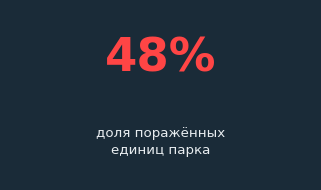 48%
доля поражённых
единиц парка